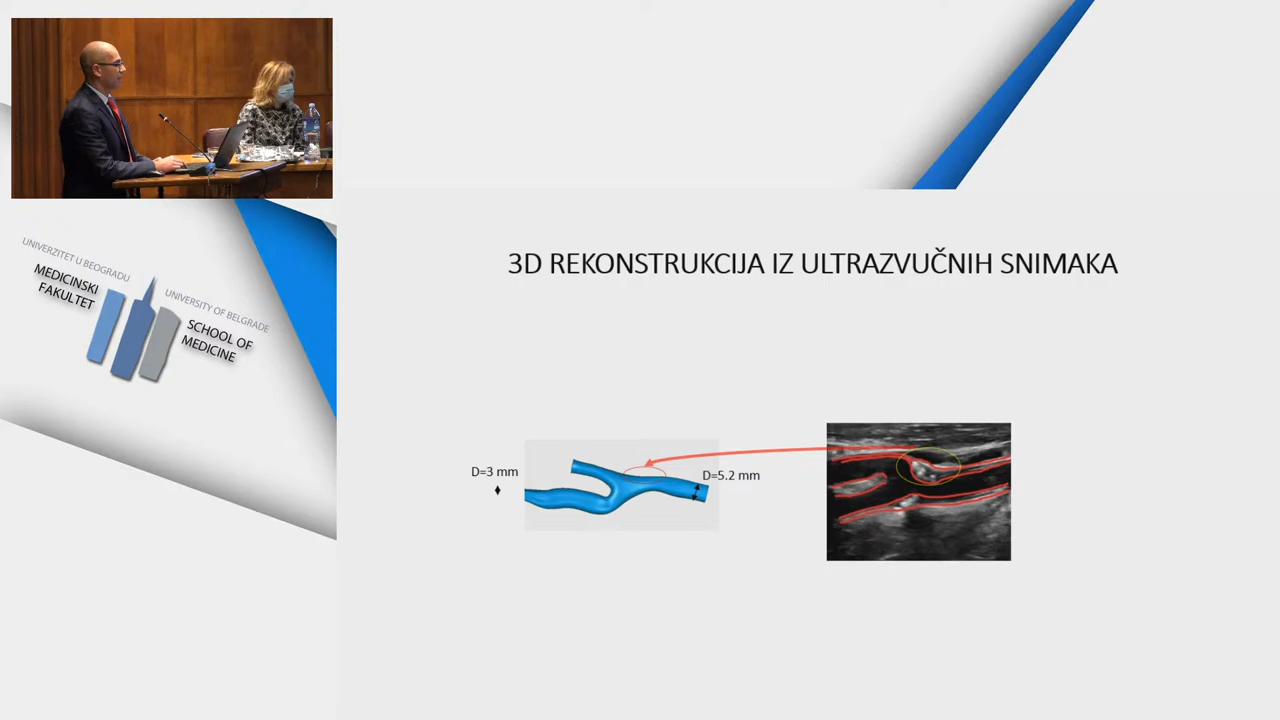 UNIVERZITET U BEOGRADU
MEDICINSKI
FAKULTET
UNIVERSITY OF BELGRADE
SCHOOL OF
MEDICINE
3D REKONSTRUKCIJA IZ ULTRAZVUČNIH SNIMAKA
D=3 mm
D=5.2 mm